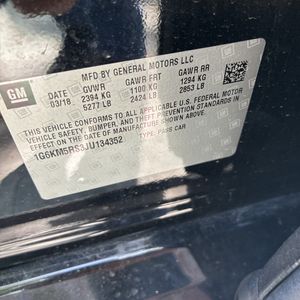 GM
MFD BY GENERAL MOTORS LLC
DATE GVWR GAWR FRT GAWR RR
03/18 2394 KG 1100 KG 1294 KG
5277 LB 2424 LB 2853 LB
THIS VEHICLE CONFORMS TO ALL APPLICABLE U.S. FEDERAL MOTOR
VEHICLE SAFETY, BUMPER, AND THEFT PREVENTION STANDARDS IN
EFFECT ON THE DATE OF MANUFACTURE SHOWN ABOVE.
1G6KM5RS3JU134352 TYPE: PASS CAR